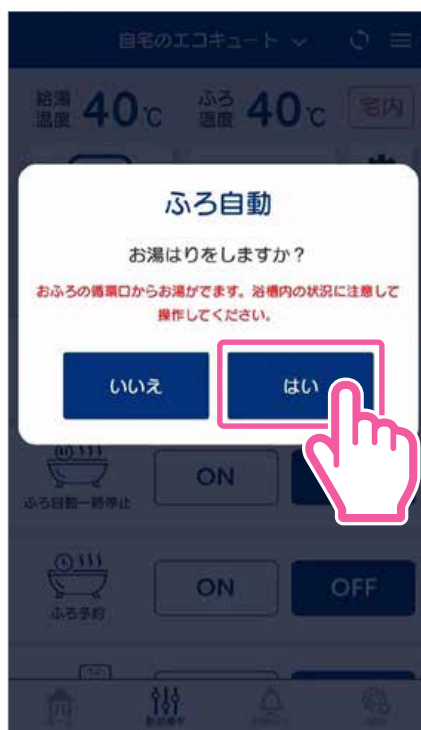 自宅のエコキュート
給湯温度 40℃ ふろ温度 40℃ 宅内
ふろ自動
お湯はりをしますか？
おふろの循環口からお湯がでます。浴槽内の状況に注意して
操作してください。
いいえ はい
ふろ自動一時停止 ON
ふろ予約 ON OFF